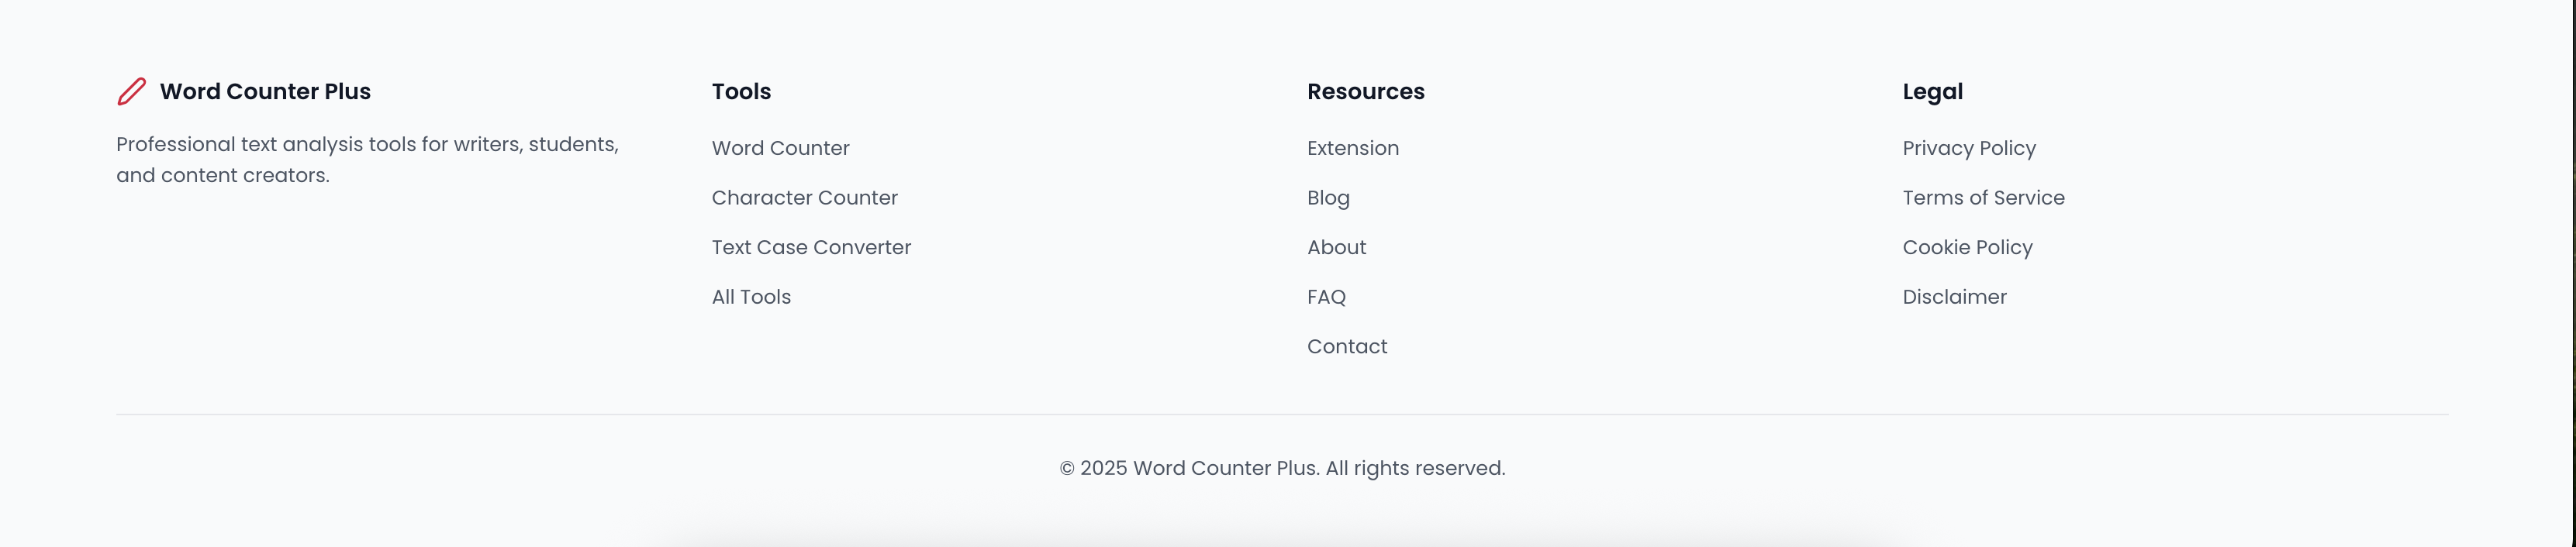 Word Counter Plus
Professional text analysis tools for writers, students,
and content creators.
Tools
Word Counter
Character Counter
Text Case Converter
All Tools
Resources
Extension
Blog
About
FAQ
Contact
Legal
Privacy Policy
Terms of Service
Cookie Policy
Disclaimer
© 2025 Word Counter Plus. All rights reserved.